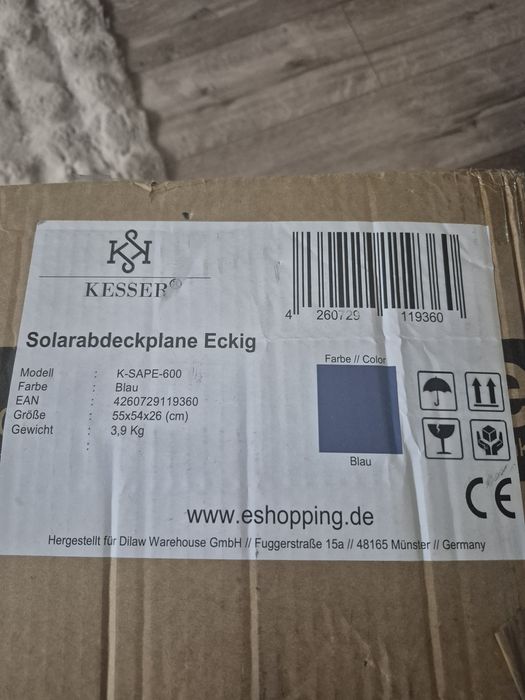 KESSER®
4 260729 119360
Solarabdeckplane Eckig
Farbe // Color
Modell : K-SAPE-600
Farbe : Blau
EAN : 4260729119360
Größe : 55x54x26 (cm)
Gewicht : 3,9 Kg
Blau
CE
www.eshopping.de
Hergestellt für Dilaw Warehouse GmbH // Fuggerstraße 15a // 48165 Münster // Germany